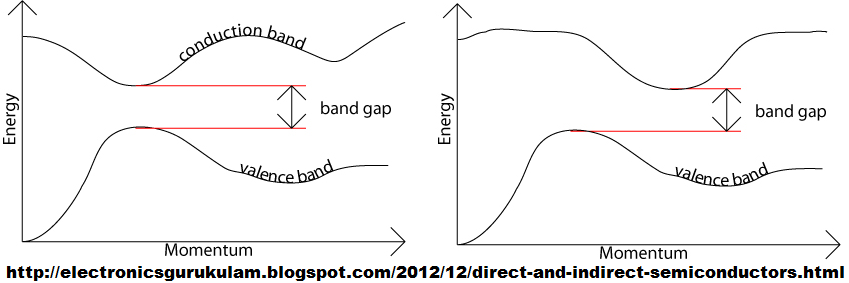 conduction band
Energy
band gap
valence band
Momentum
Energy
band gap
valence band
Momentum
http://electronicsgurukulam.blogspot.com/2012/12/direct-and-indirect-semiconductors.html